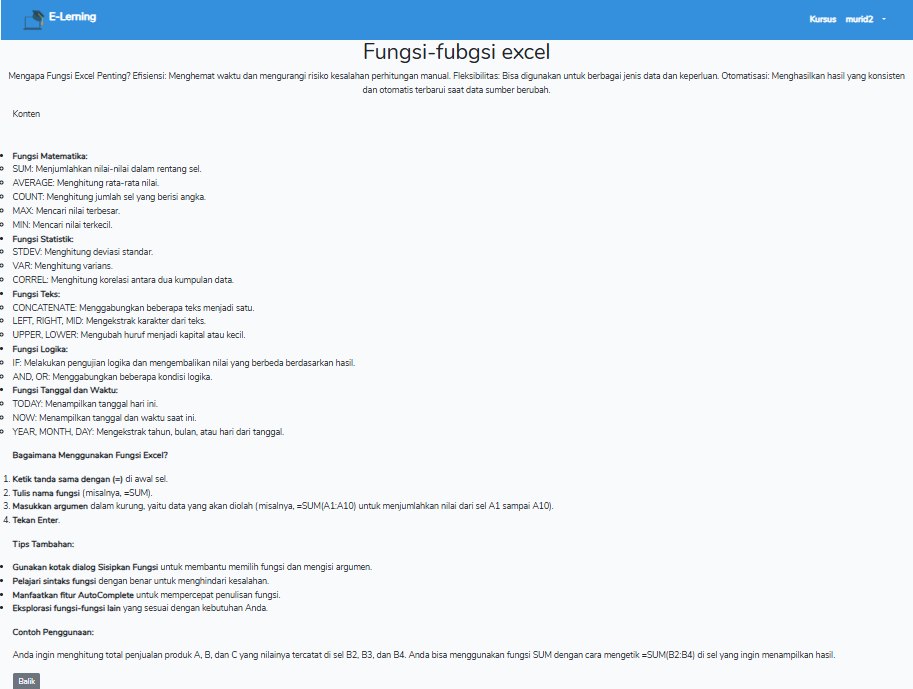 E-Lerning
Kursus murid2
Fungsi-fubgsi excel
Mengapa Fungsi Excel Penting? Efisiensi: Menghemat waktu dan mengurangi risiko kesalahan perhitungan manual. Fleksibilitas: Bisa digunakan untuk berbagai jenis data dan keperluan. Otomatisasi: Menghasilkan hasil yang konsisten
dan otomatis terbarui saat data sumber berubah.
Konten
Fungsi Matematika:
SUM: Menjumlahkan nilai-nilai dalam rentang sel.
AVERAGE: Menghitung rata-rata nilai.
COUNT: Menghitung jumlah sel yang berisi angka.
MAX: Mencari nilai terbesar.
MIN: Mencari nilai terkecil.
Fungsi Statistik:
STDEV: Menghitung deviasi standar.
VAR: Menghitung varians.
CORREL: Menghitung korelasi antara dua kumpulan data.
Fungsi Teks:
CONCATENATE: Menggabungkan beberapa teks menjadi satu.
LEFT, RIGHT, MID: Mengekstrak karakter dari teks.
UPPER, LOWER: Mengubah huruf menjadi kapital atau kecil.
Fungsi Logika:
IF: Melakukan pengujian logika dan mengembalikan nilai yang berbeda berdasarkan hasil.
AND, OR: Menggabungkan beberapa kondisi logika.
Fungsi Tanggal dan Waktu:
TODAY: Menampilkan tanggal hari ini.
NOW: Menampilkan tanggal dan waktu saat ini.
YEAR, MONTH, DAY: Mengekstrak tahun, bulan, atau hari dari tanggal.
Bagaimana Menggunakan Fungsi Excel?
1. Ketik tanda sama dengan (=) di awal sel.
2. Tulis nama fungsi (misalnya, =SUM).
3. Masukkan argumen dalam kurung, yaitu data yang akan diolah (misalnya, =SUM(A1:A10) untuk menjumlahkan nilai dari sel A1 sampai A10).
4. Tekan Enter.
Tips Tambahan:
Gunakan kotak dialog Sisipkan Fungsi untuk membantu memilih fungsi dan mengisi argumen.
Pelajari sintaks fungsi dengan benar untuk menghindari kesalahan.
Manfaatkan fitur AutoComplete untuk mempercepat penulisan fungsi.
Eksplorasi fungsi-fungsi lain yang sesuai dengan kebutuhan Anda.
Contoh Penggunaan:
Anda ingin menghitung total penjualan produk A, B, dan C yang nilainya tercatat di sel B2, B3, dan B4. Anda bisa menggunakan fungsi SUM dengan cara mengetik =SUM(B2:B4) di sel yang ingin menampilkan hasil.
Balik